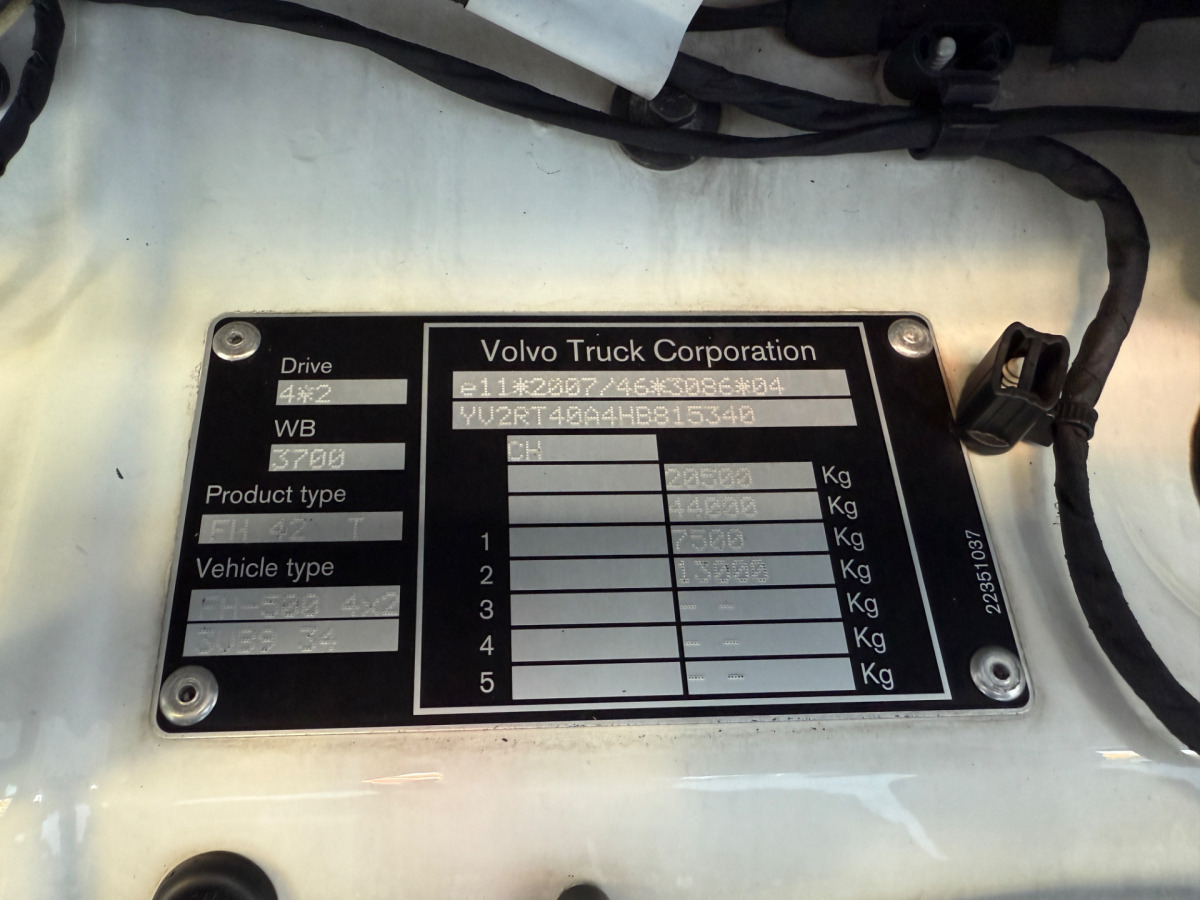 Drive
4*2
WB
3700
Product type
FH 42 T
Vehicle type
FH-500 4x2
34
Volvo Truck Corporation
e11*2007/46*3086*04
YV2RT40A4HB815340
CH
20500 Kg
44000 Kg
1 7500 Kg
2 13000 Kg
3 -- -- Kg
4 -- -- Kg
5 -- -- Kg
22351037